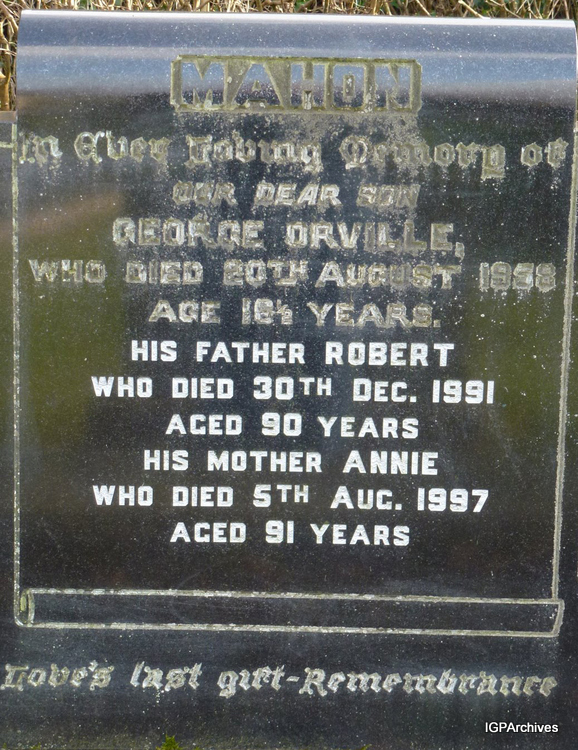 MAHON
In Ever Loving Memory of
OUR DEAR SON
GEORGE ORVILLE,
WHO DIED 20TH AUGUST 1958
AGE 16½ YEARS.
HIS FATHER ROBERT
WHO DIED 30TH DEC. 1991
AGED 90 YEARS
HIS MOTHER ANNIE
WHO DIED 5TH AUG. 1997
AGED 91 YEARS
Love's last gift-Remembrance
IGPArchives